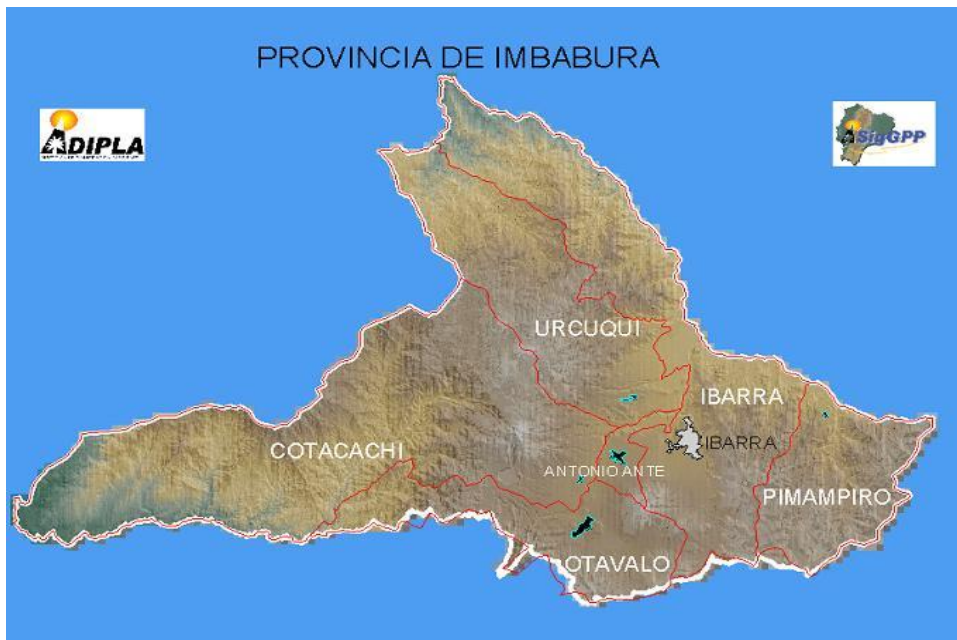 PROVINCIA DE IMBABURA
ADIPLA
SigGPP
URCUQUI
IBARRA
IBARRA
COTACACHI
ANTONIO ANTE
PIMAMPIRO
OTAVALO